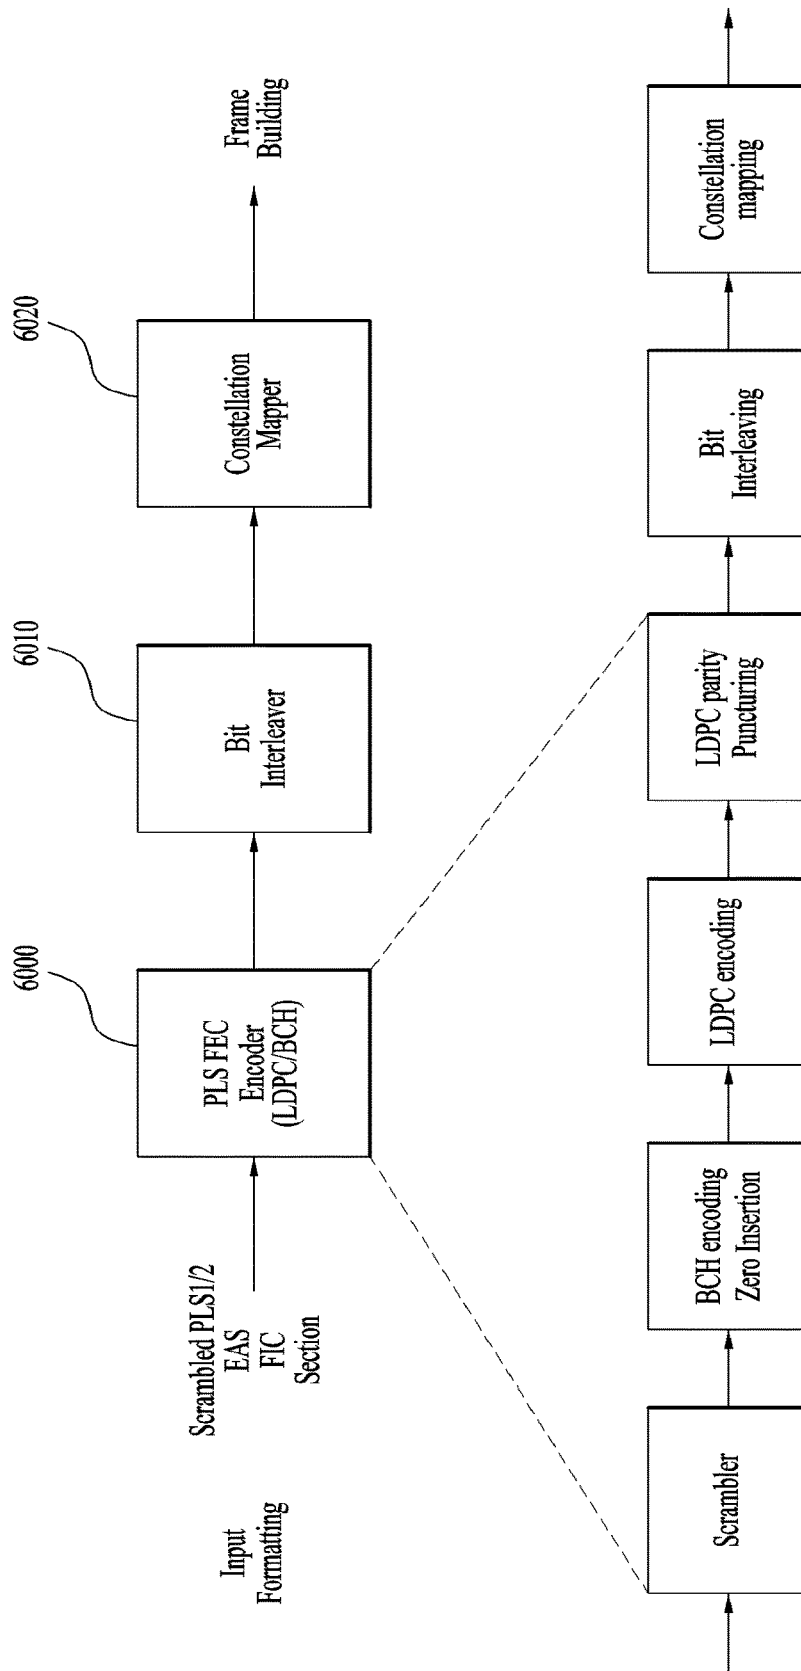 Input
Formatting
Scrambled PLS1/2
EAS
FIC
Section
6000
PLS FEC
Encoder
(LDPC/BCH)
6010
Bit
Interleaver
6020
Constellation
Mapper
Frame
Building
Scrambler
BCH encoding
Zero Insertion
LDPC encoding
LDPC parity
Puncturing
Bit
Interleaving
Constellation
mapping